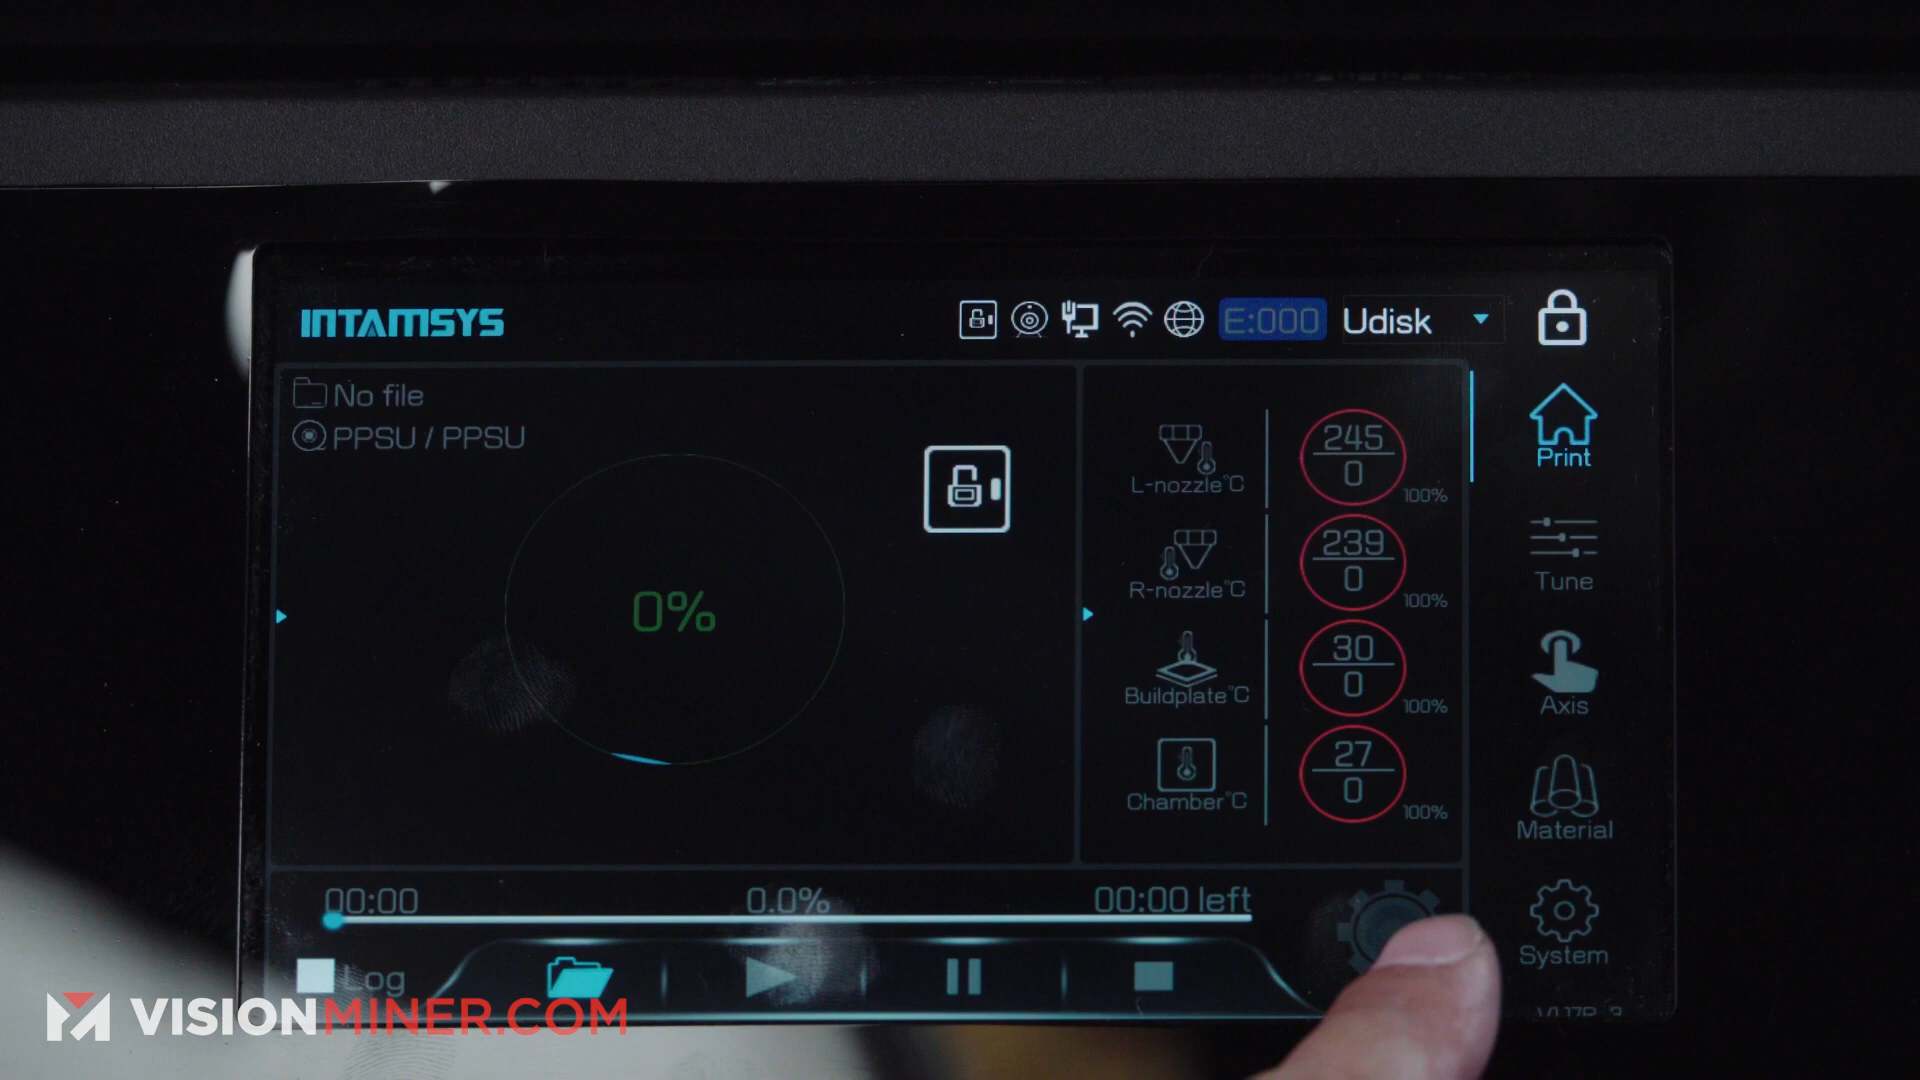 INTAMSYS
E:000 Udisk
No file
PPSU / PPSU
0%
L-nozzle°C 245 0 100%
R-nozzle°C 239 0 100%
Buildplate°C 30 0 100%
Chamber°C 27 0 100%
Print
Tune
Axis
Material
System
00:00 0.0% 00:00 left
Log
VISIONMINER.COM